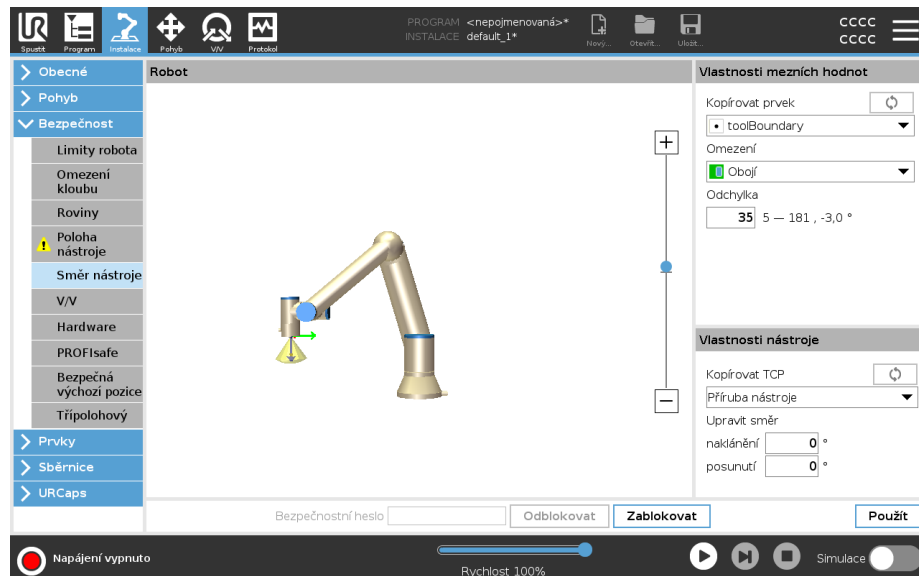 PROGRAM <nepojmenovaná>*
INSTALACE default_1*
Spustit Program Instalace Pohyb V/V Protokol
Nový... Otevřít... Uložit...
CCCC
CCCC
Obecné
Pohyb
Bezpečnost
Limity robota
Omezení
kloubu
Roviny
Poloha
nástroje
Směr nástroje
V/V
Hardware
PROFIsafe
Bezpečná
výchozí pozice
Třípolohový
Prvky
Sběrnice
URCaps
Robot
Vlastnosti mezních hodnot
Kopírovat prvek
toolBoundary
Omezení
Obojí
Odchylka
35 5 — 181 , -3,0 °
Vlastnosti nástroje
Kopírovat TCP
Příruba nástroje
Upravit směr
naklánění 0 °
posunutí 0 °
Bezpečnostní heslo Odblokovat Zablokovat Použít
Napájení vypnuto
Rychlost 100%
Simulace